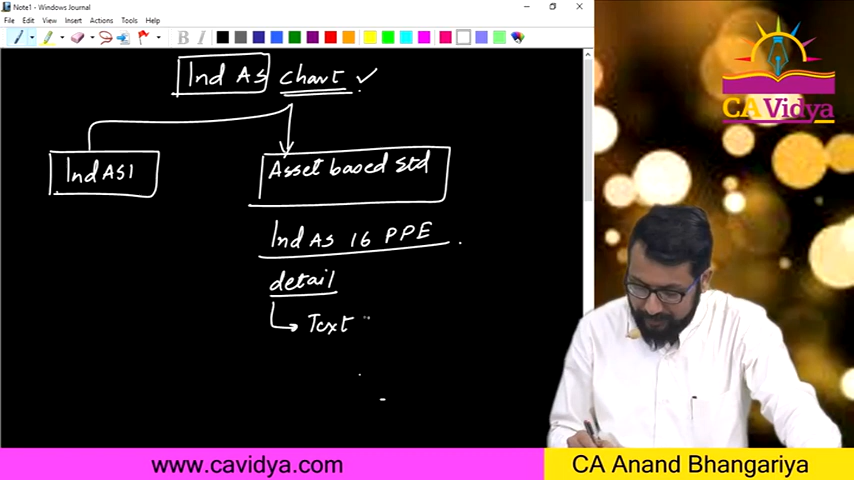 Note1 - Windows Journal
File Edit View Insert Actions Tools Help
B I
Ind AS chart ✓
Ind AS1
Asset based std
Ind AS 16 PPE
detail
Text
CA Vidya
www.cavidya.com
CA Anand Bhangariya